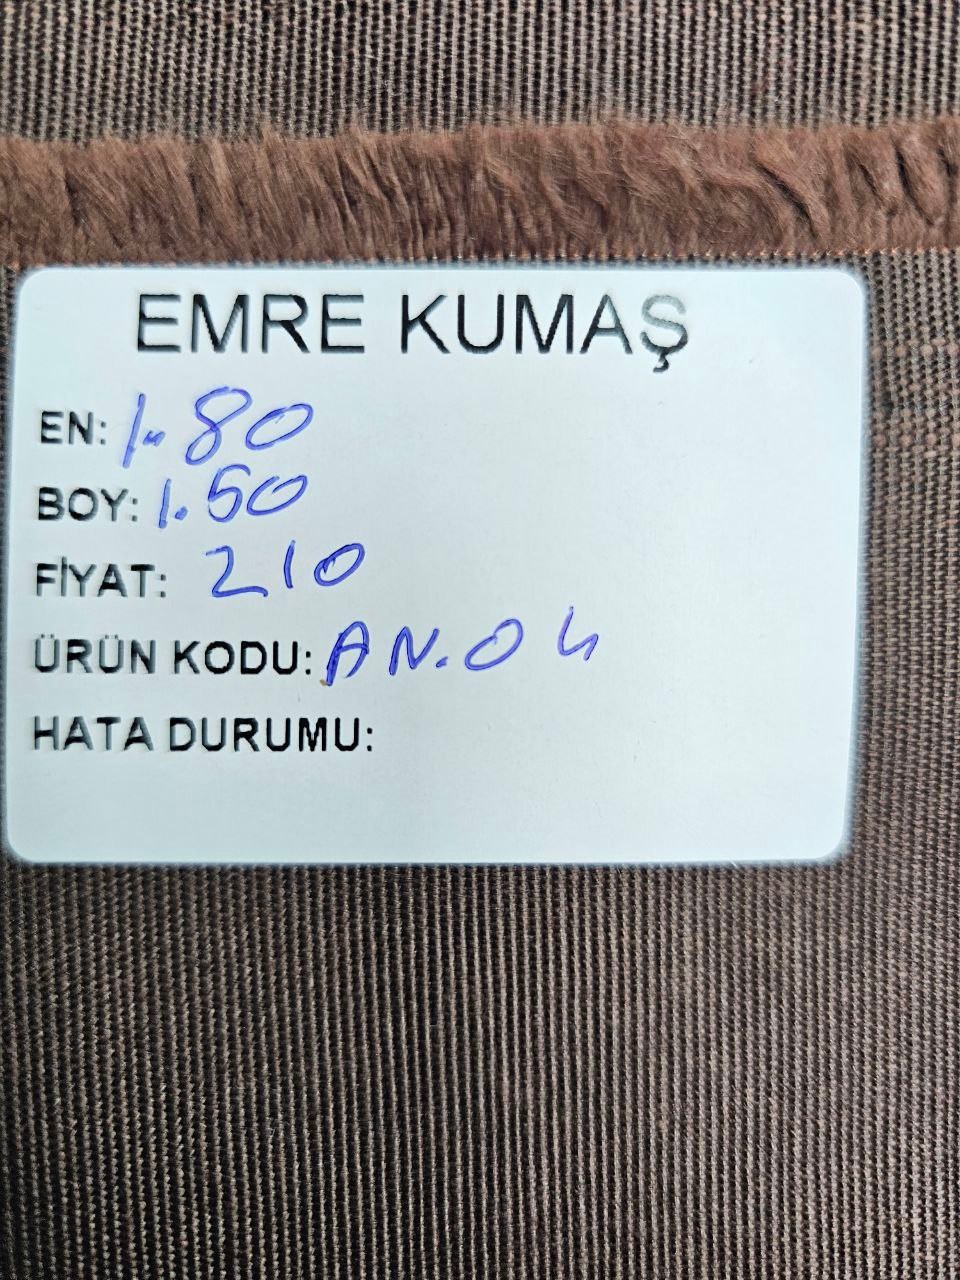 EMRE KUMAŞ
EN: 1.80
BOY: 1.50
FİYAT: 210
ÜRÜN KODU: AN.04
HATA DURUMU: